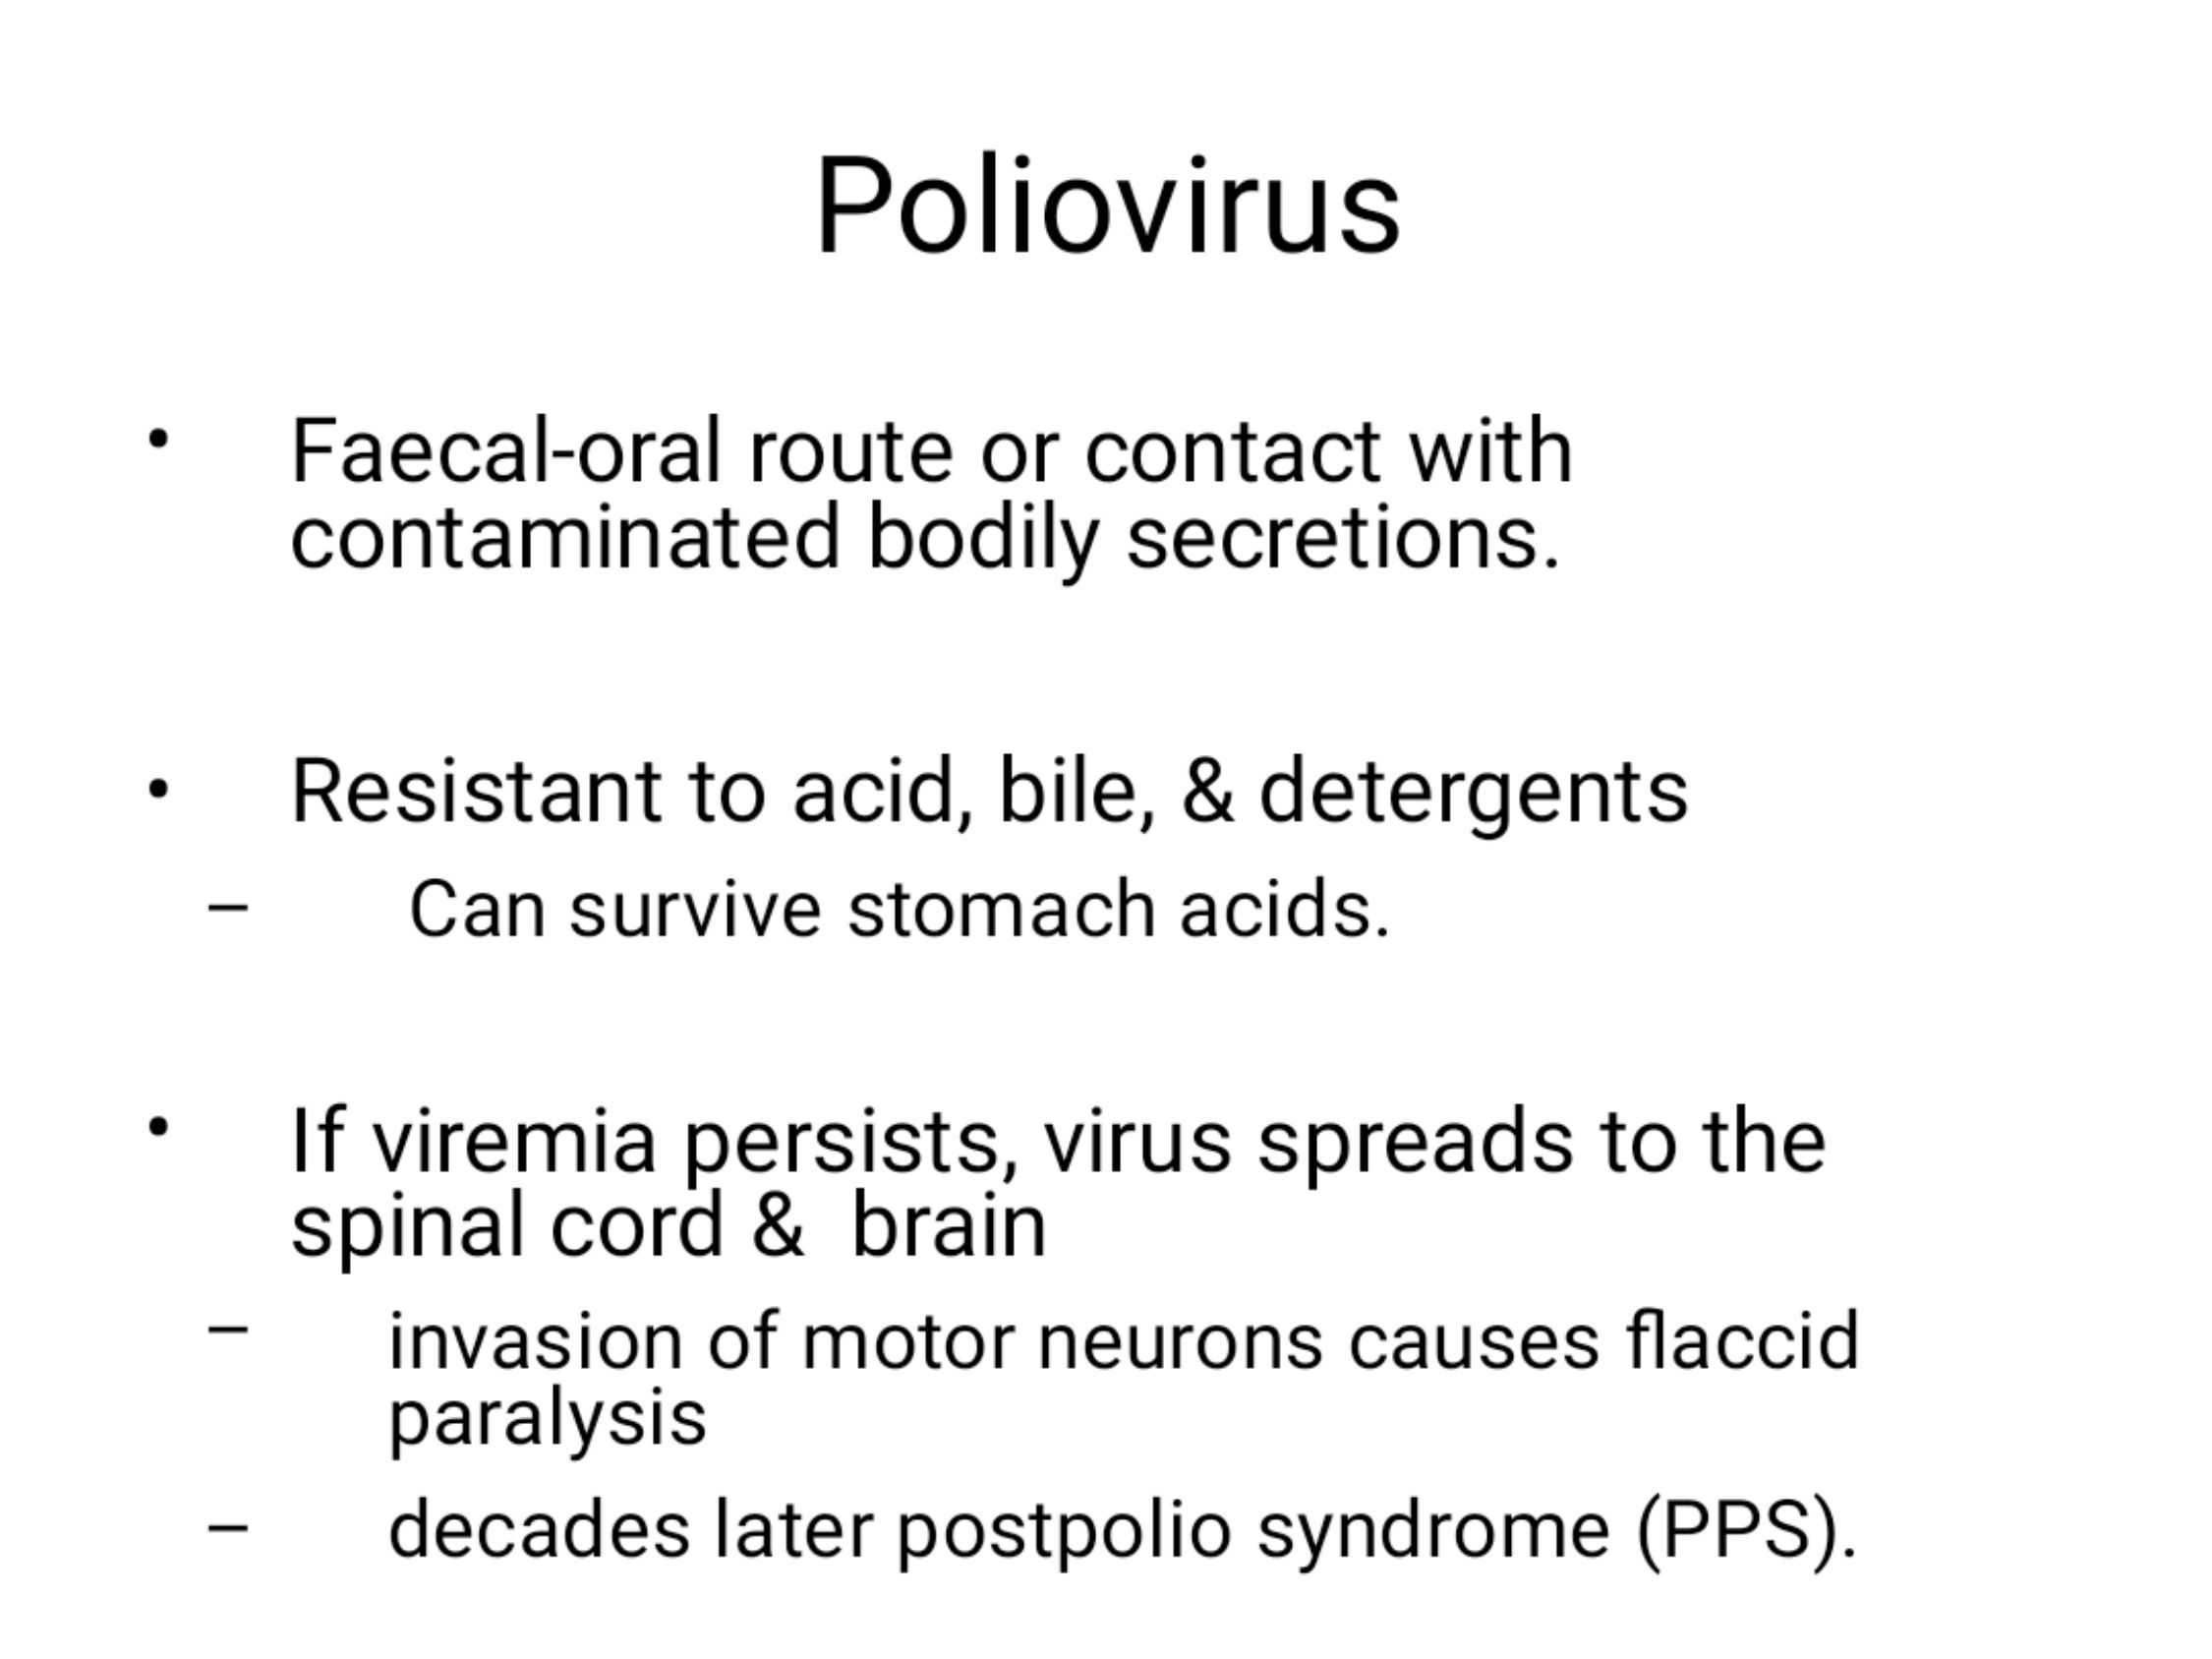 Poliovirus
• Faecal-oral route or contact with
contaminated bodily secretions.
• Resistant to acid, bile, & detergents
– Can survive stomach acids.
• If viremia persists, virus spreads to the
spinal cord &  brain
– invasion of motor neurons causes flaccid
paralysis
– decades later postpolio syndrome (PPS).